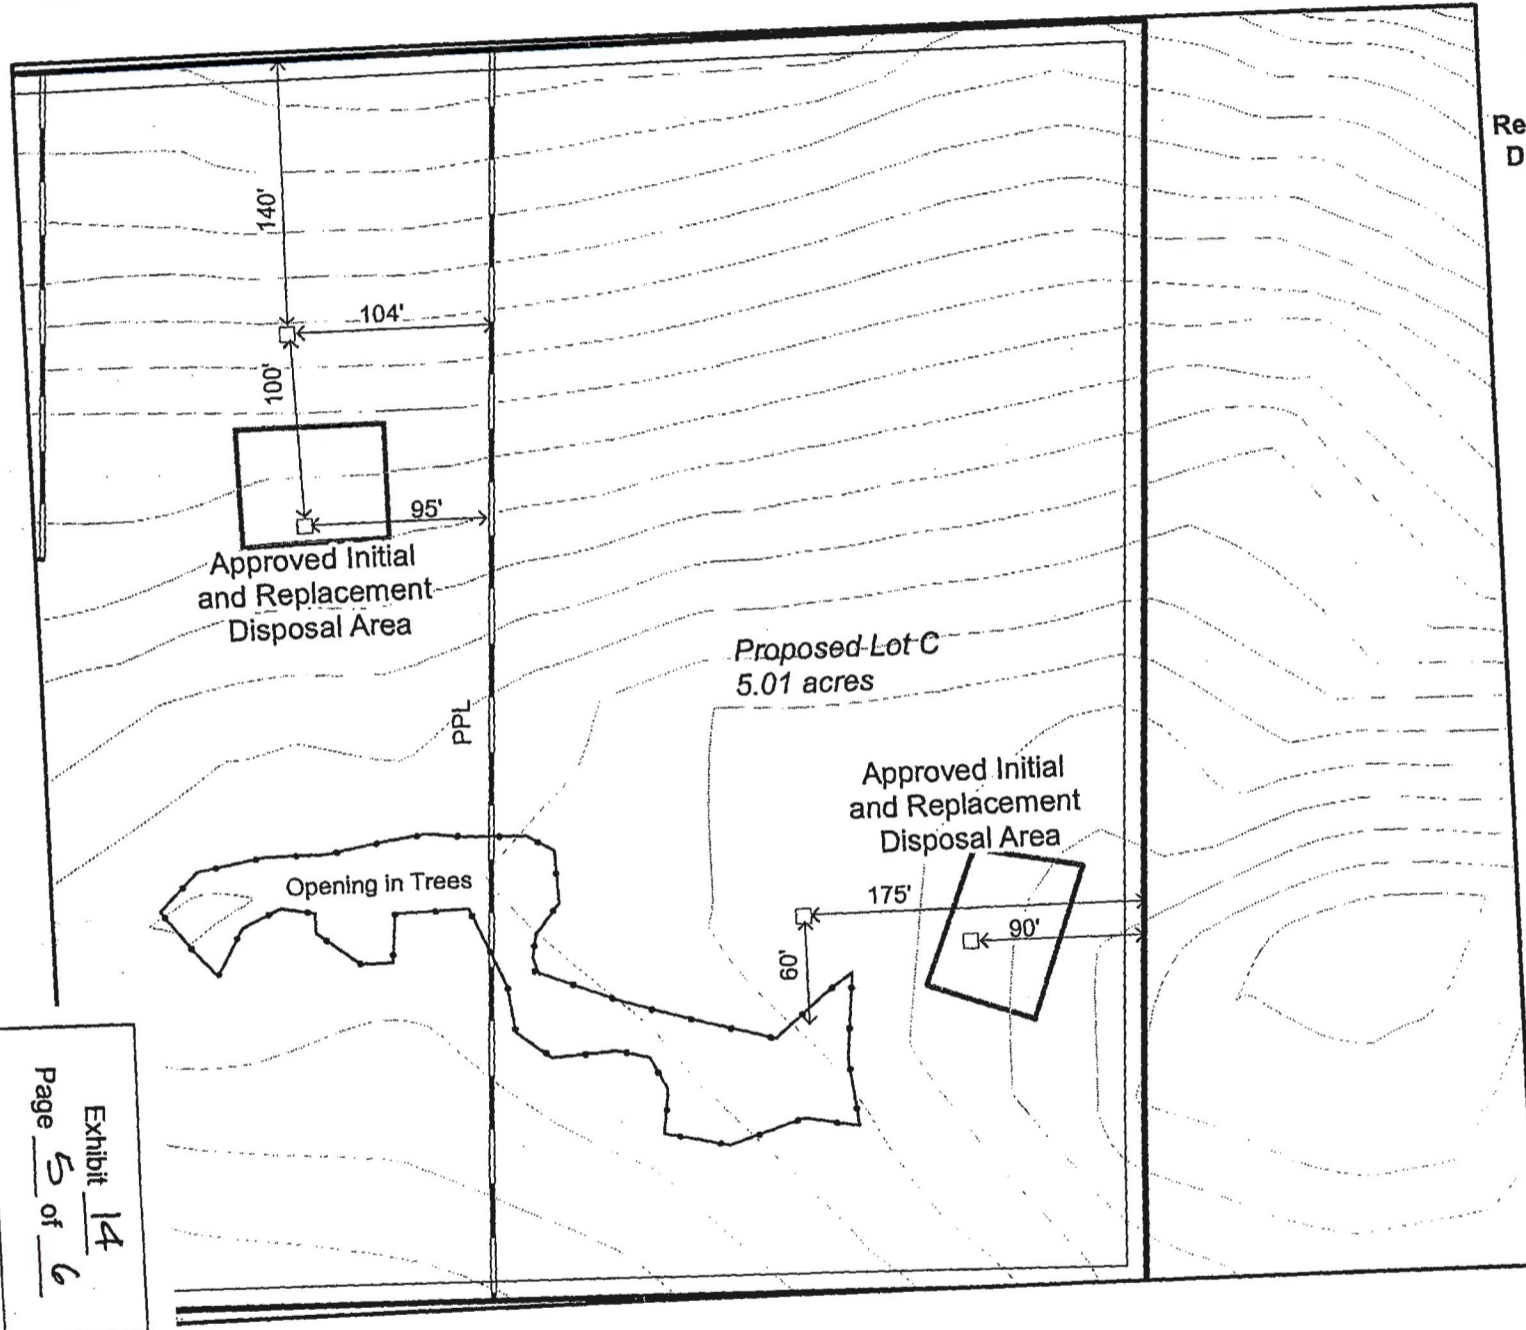 Re
D
140'
104'
100'
95'
Approved Initial
and Replacement
Disposal Area
Proposed Lot C
5.01 acres
PPL
Approved Initial
and Replacement
Disposal Area
Opening in Trees
175'
90'
60'
Exhibit 14
Page 5 of 6